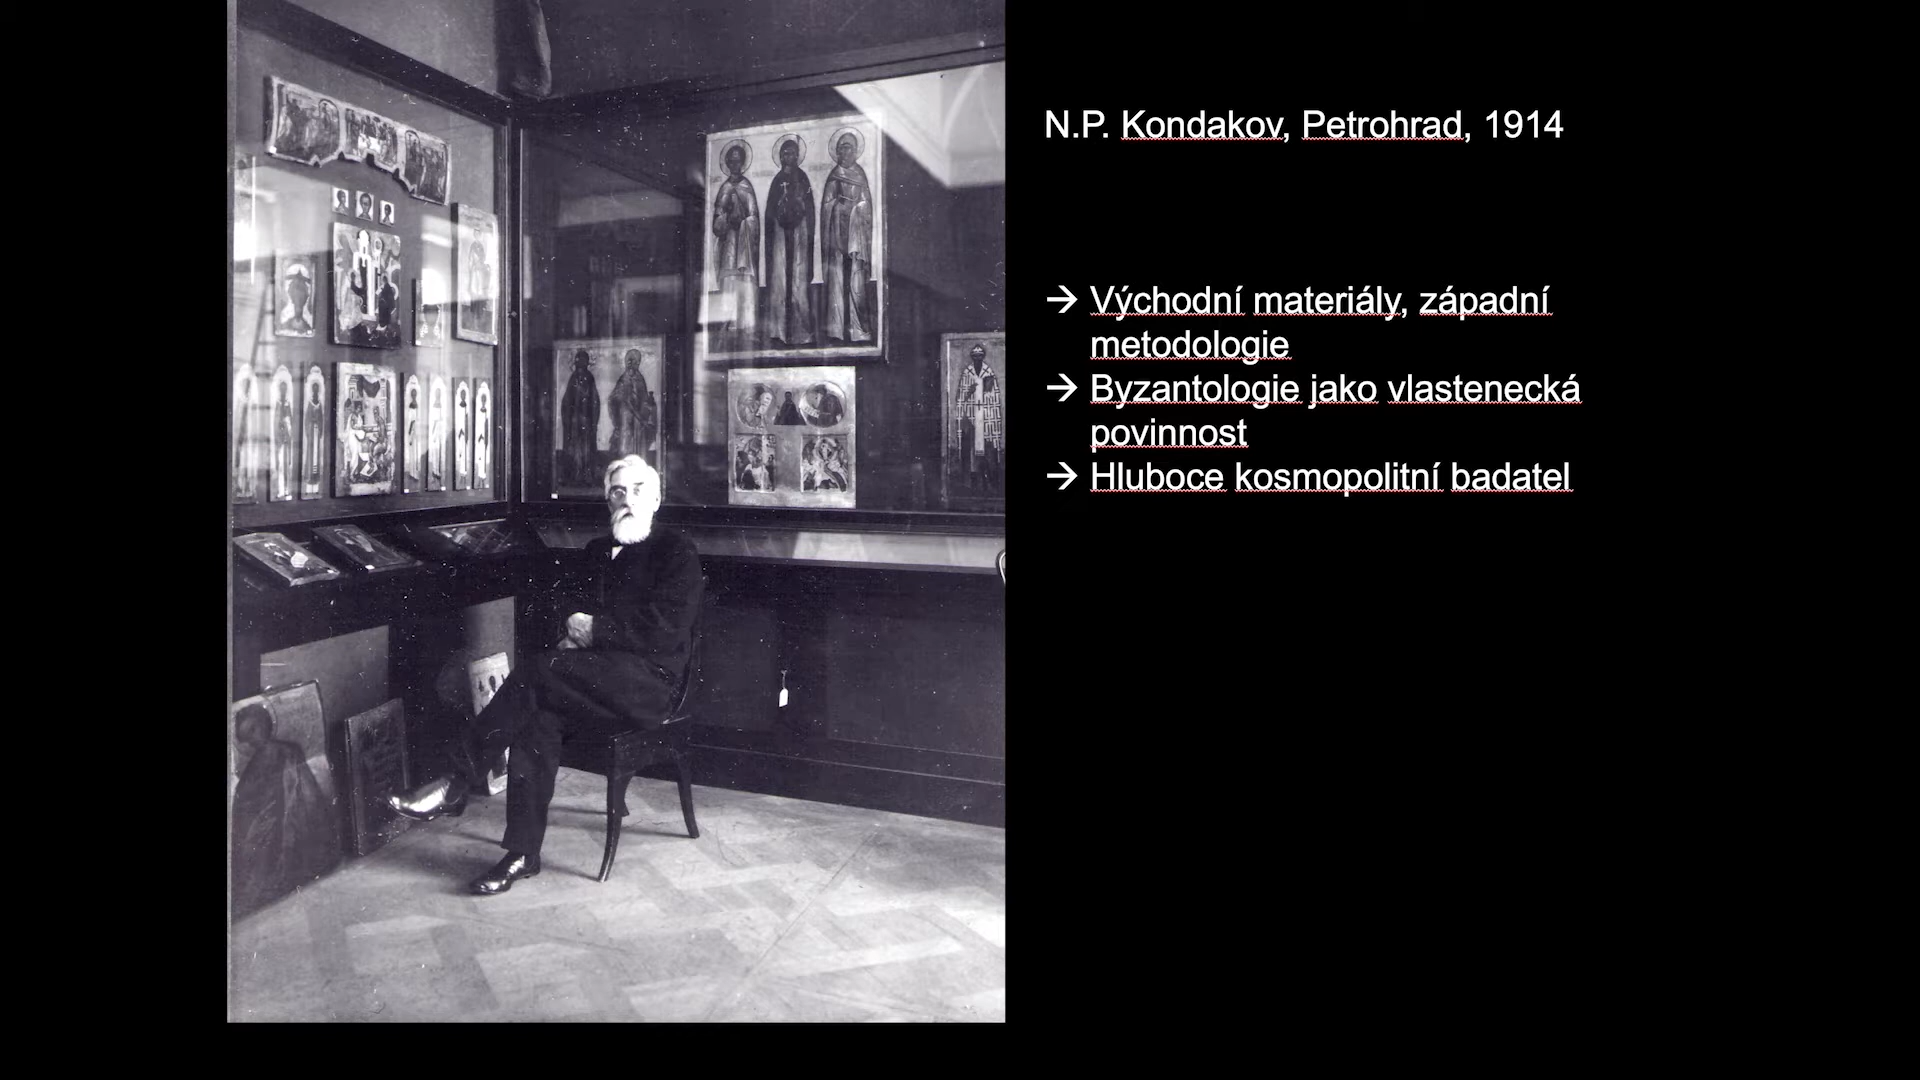 N.P. Kondakov, Petrohrad, 1914
→ Východní materiály, západní
metodologie
→ Byzantologie jako vlastenecká
povinnost
→ Hluboce kosmopolitní badatel